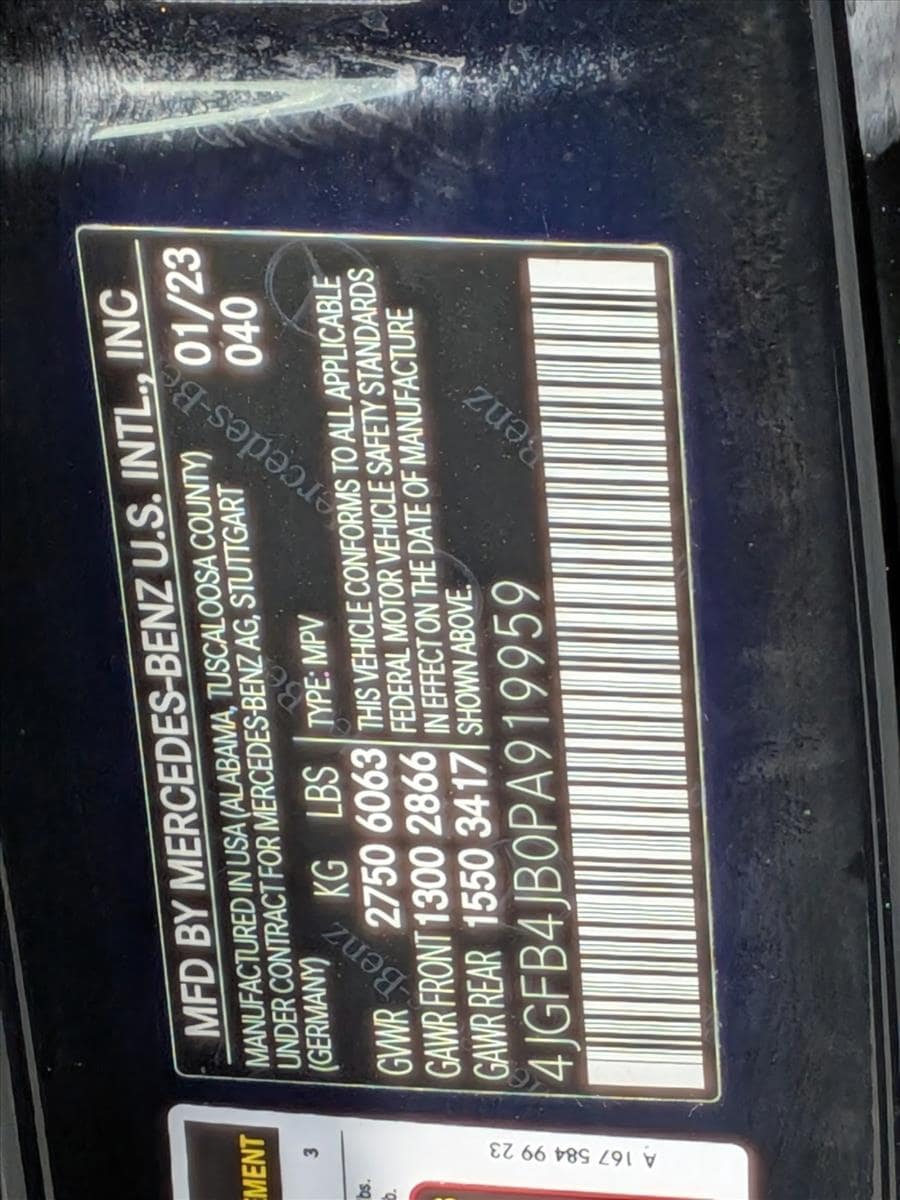 MFD BY MERCEDES-BENZ U.S. INTL., INC
MANUFACTURED IN USA (ALABAMA, TUSCALOOSA COUNTY) 01/23
UNDER CONTRACT FOR MERCEDES-BENZ AG, STUTTGART 040
(GERMANY) KG LBS TYPE: MPV
GVWR 2750 6063 THIS VEHICLE CONFORMS TO ALL APPLICABLE
GAWR FRONT 1300 2866 FEDERAL MOTOR VEHICLE SAFETY STANDARDS
GAWR REAR 1550 3417 IN EFFECT ON THE DATE OF MANUFACTURE
SHOWN ABOVE.
4JGFB4JB0PA919959
EMENT
3
bs.
b.
A 167 584 99 23